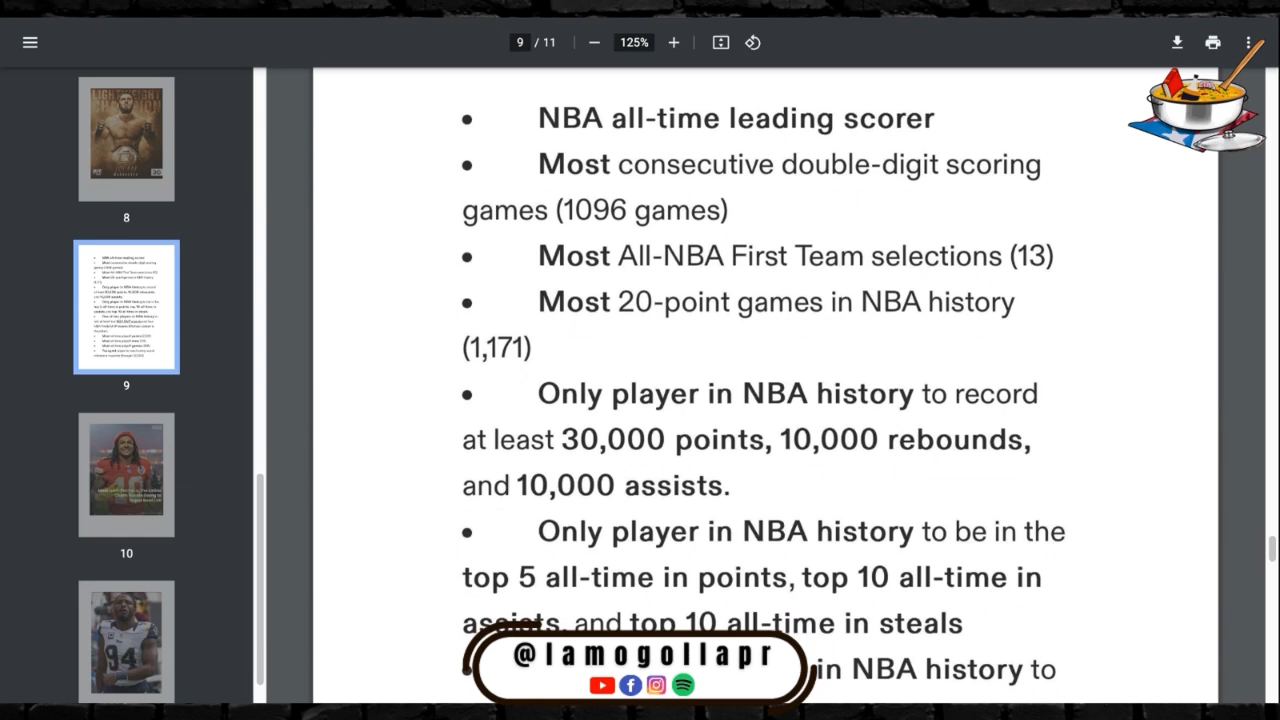 9 / 11
125%
8
9
10
94
NBA all-time leading scorer
Most consecutive double-digit scoring
games (1096 games)
Most All-NBA First Team selections (13)
Most 20-point games in NBA history
(1,171)
Only player in NBA history to record
at least 30,000 points, 10,000 rebounds,
and 10,000 assists.
Only player in NBA history to be in the
top 5 all-time in points, top 10 all-time in
assists, and top 10 all-time in steals
in NBA history to
@lamogollapr